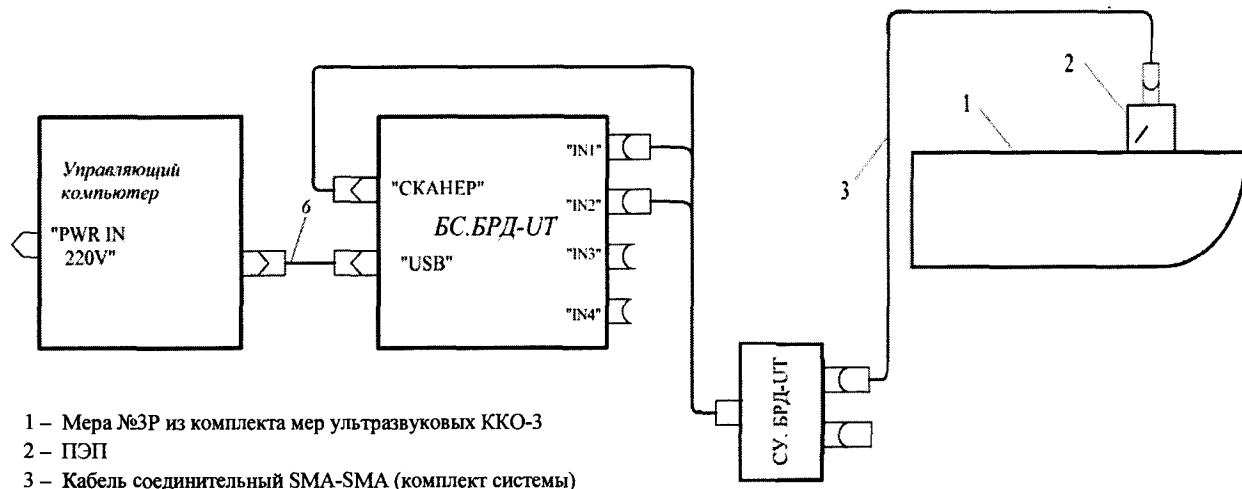 Управляющий
компьютер
"PWR IN
220V"
6
"СКАНЕР"
БС.БРД-UT
"USB"
"IN1"
"IN2"
"IN3"
"IN4"
СУ. БРД-UT
3
1
2
1 – Мера №3Р из комплекта мер ультразвуковых ККО-3
2 – ПЭП
3 – Кабель соединительный SMA-SMA (комплект системы)